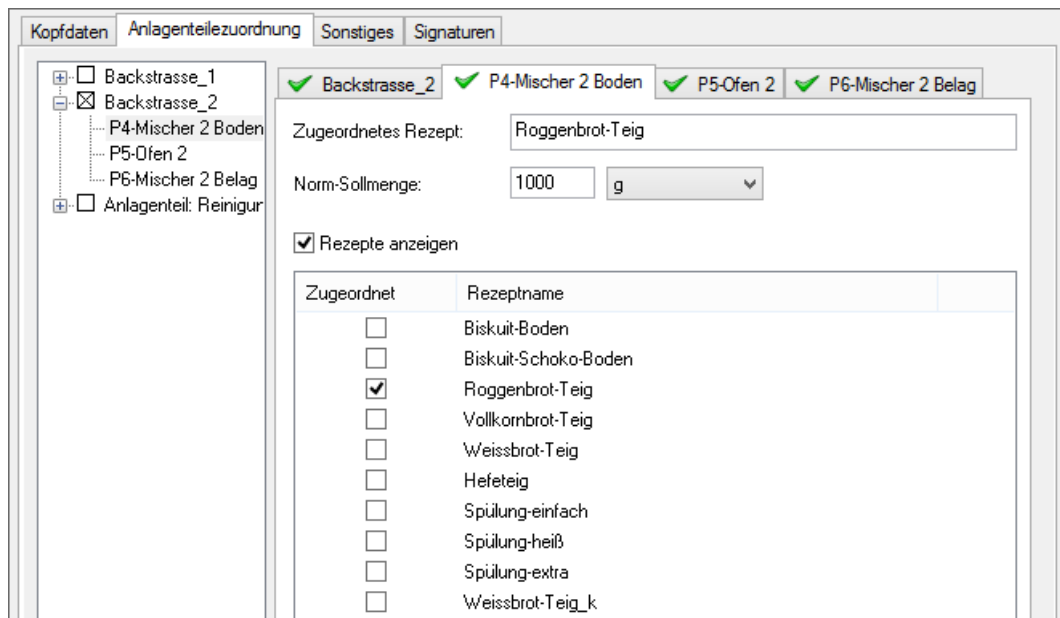 Kopfdaten Anlagenteilezuordnung Sonstiges Signaturen
Backstrasse_1
Backstrasse_2
P4-Mischer 2 Boden
P5-Ofen 2
P6-Mischer 2 Belag
Anlagenteil: Reinigur
Backstrasse_2 P4-Mischer 2 Boden P5-Ofen 2 P6-Mischer 2 Belag
Zugeordnetes Rezept: Roggenbrot-Teig
Norm-Sollmenge: 1000 g
Rezepte anzeigen
Zugeordnet Rezeptname
Biskuit-Boden
Biskuit-Schoko-Boden
Roggenbrot-Teig
Vollkornbrot-Teig
Weissbrot-Teig
Hefeteig
Spülung-einfach
Spülung-heiß
Spülung-extra
Weissbrot-Teig_k